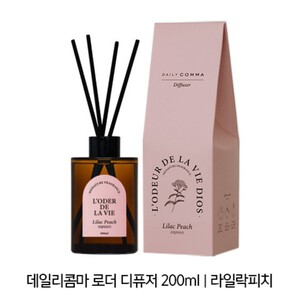 DAILY COMMA
Diffuser
L'ODEUR DE LA VIE DIOS
Lilac Peach
L'ODER
DE
LA VIE
Lilac Peach
데일리콤마 로더 디퓨저 200ml | 라일락피치